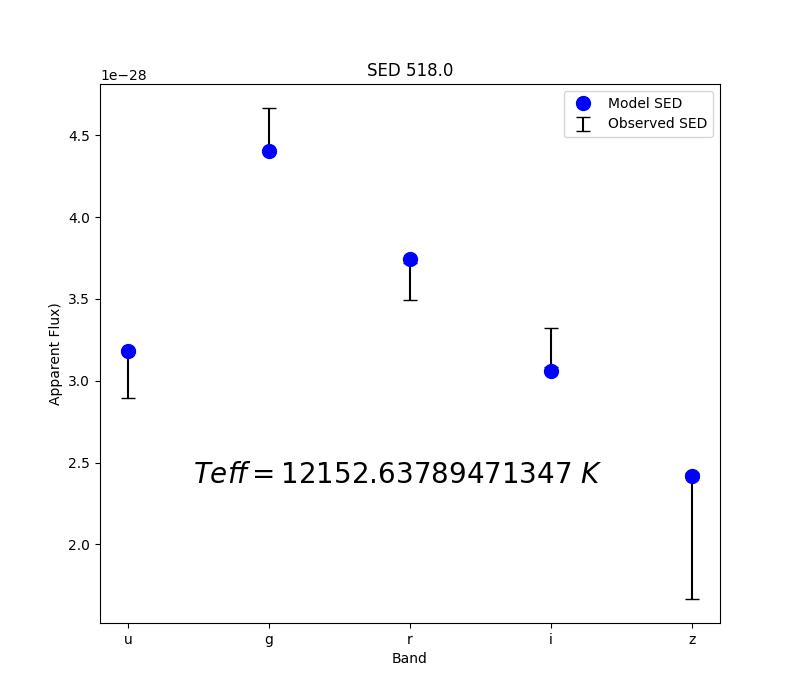 SED 518.0
1e−28
Model SED
Observed SED
4.5
4.0
3.5
3.0
2.5
2.0
Apparent Flux)
Teff = 12152.63789471347 K
u g r i z
Band